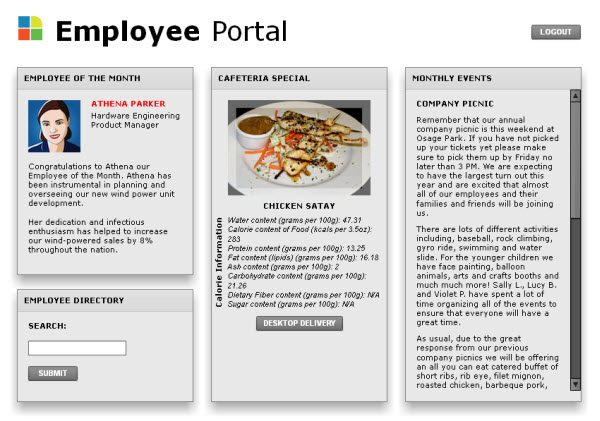 Employee Portal
LOGOUT
EMPLOYEE OF THE MONTH
ATHENA PARKER
Hardware Engineering
Product Manager
Congratulations to Athena our
Employee of the Month. Athena has
been instrumental in planning and
overseeing our new wind power unit
development.
Her dedication and infectious
enthusiasm has helped to increase
our wind-powered sales by 8%
throughout the nation.
EMPLOYEE DIRECTORY
SEARCH:
SUBMIT
CAFETERIA SPECIAL
CHICKEN SATAY
Calorie Information
Water content (grams per 100g): 47.31
Calorie content of Food (kcals per 3.5oz):
283
Protein content (grams per 100g): 13.25
Fat content (lipids) (grams per 100g): 16.18
Ash content (grams per 100g): 2
Carbohydrate content (grams per 100g):
21.26
Dietary Fiber content (grams per 100g): N/A
Sugar content (grams per 100g): N/A
DESKTOP DELIVERY
MONTHLY EVENTS
COMPANY PICNIC
Remember that our annual
company picnic is this weekend at
Osage Park. If you have not picked
up your tickets yet please make
sure to pick them up by Friday no
later than 3 PM. We are expecting
to have the largest turn out this
year and are excited that almost
all of our employees and their
families and friends will be joining
us.
There are lots of different activities
including, baseball, rock climbing,
gyro ride, swimming and water
slide. For the younger children we
have face painting, balloon
animals, arts and crafts booths and
much much more! Sally L., Lucy B.
and Violet P. have spent a lot of
time organizing all of the events to
ensure that everyone will have a
great time.
As usual, due to the great
response from our previous
company picnics we will be offering
an all you can eat catered buffet of
short ribs, rib eye, filet mignon,
roasted chicken, barbeque pork,